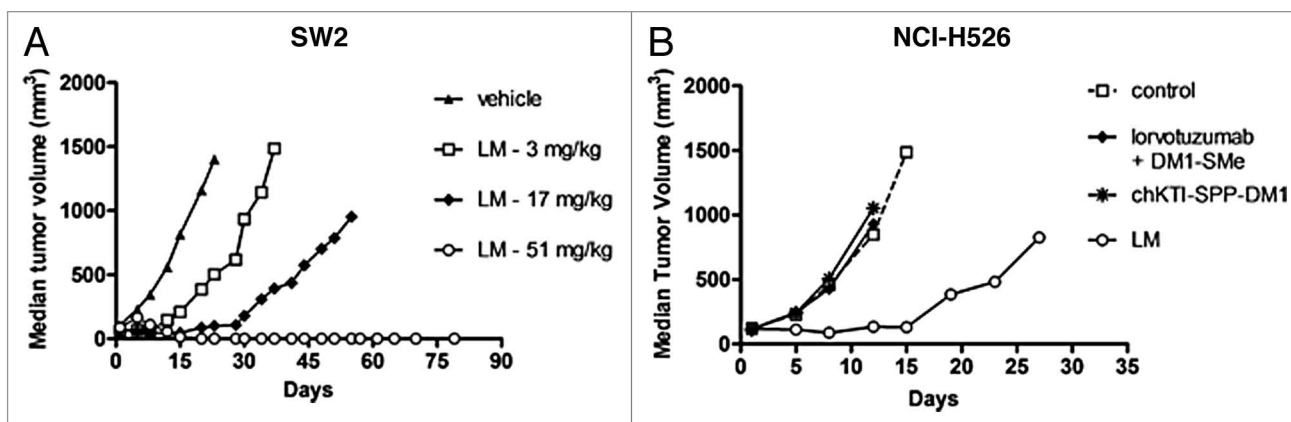 A
SW2
Median tumor volume (mm³)
2000
1500
1000
500
0
0 15 30 45 60 75 90
Days
vehicle
LM - 3 mg/kg
LM - 17 mg/kg
LM - 51 mg/kg
B
NCI-H526
Median Tumor Volume (mm³)
2000
1500
1000
500
0
0 5 10 15 20 25 30 35
Days
control
lorvotuzumab
+ DM1-SMe
chKTI-SPP-DM1
LM